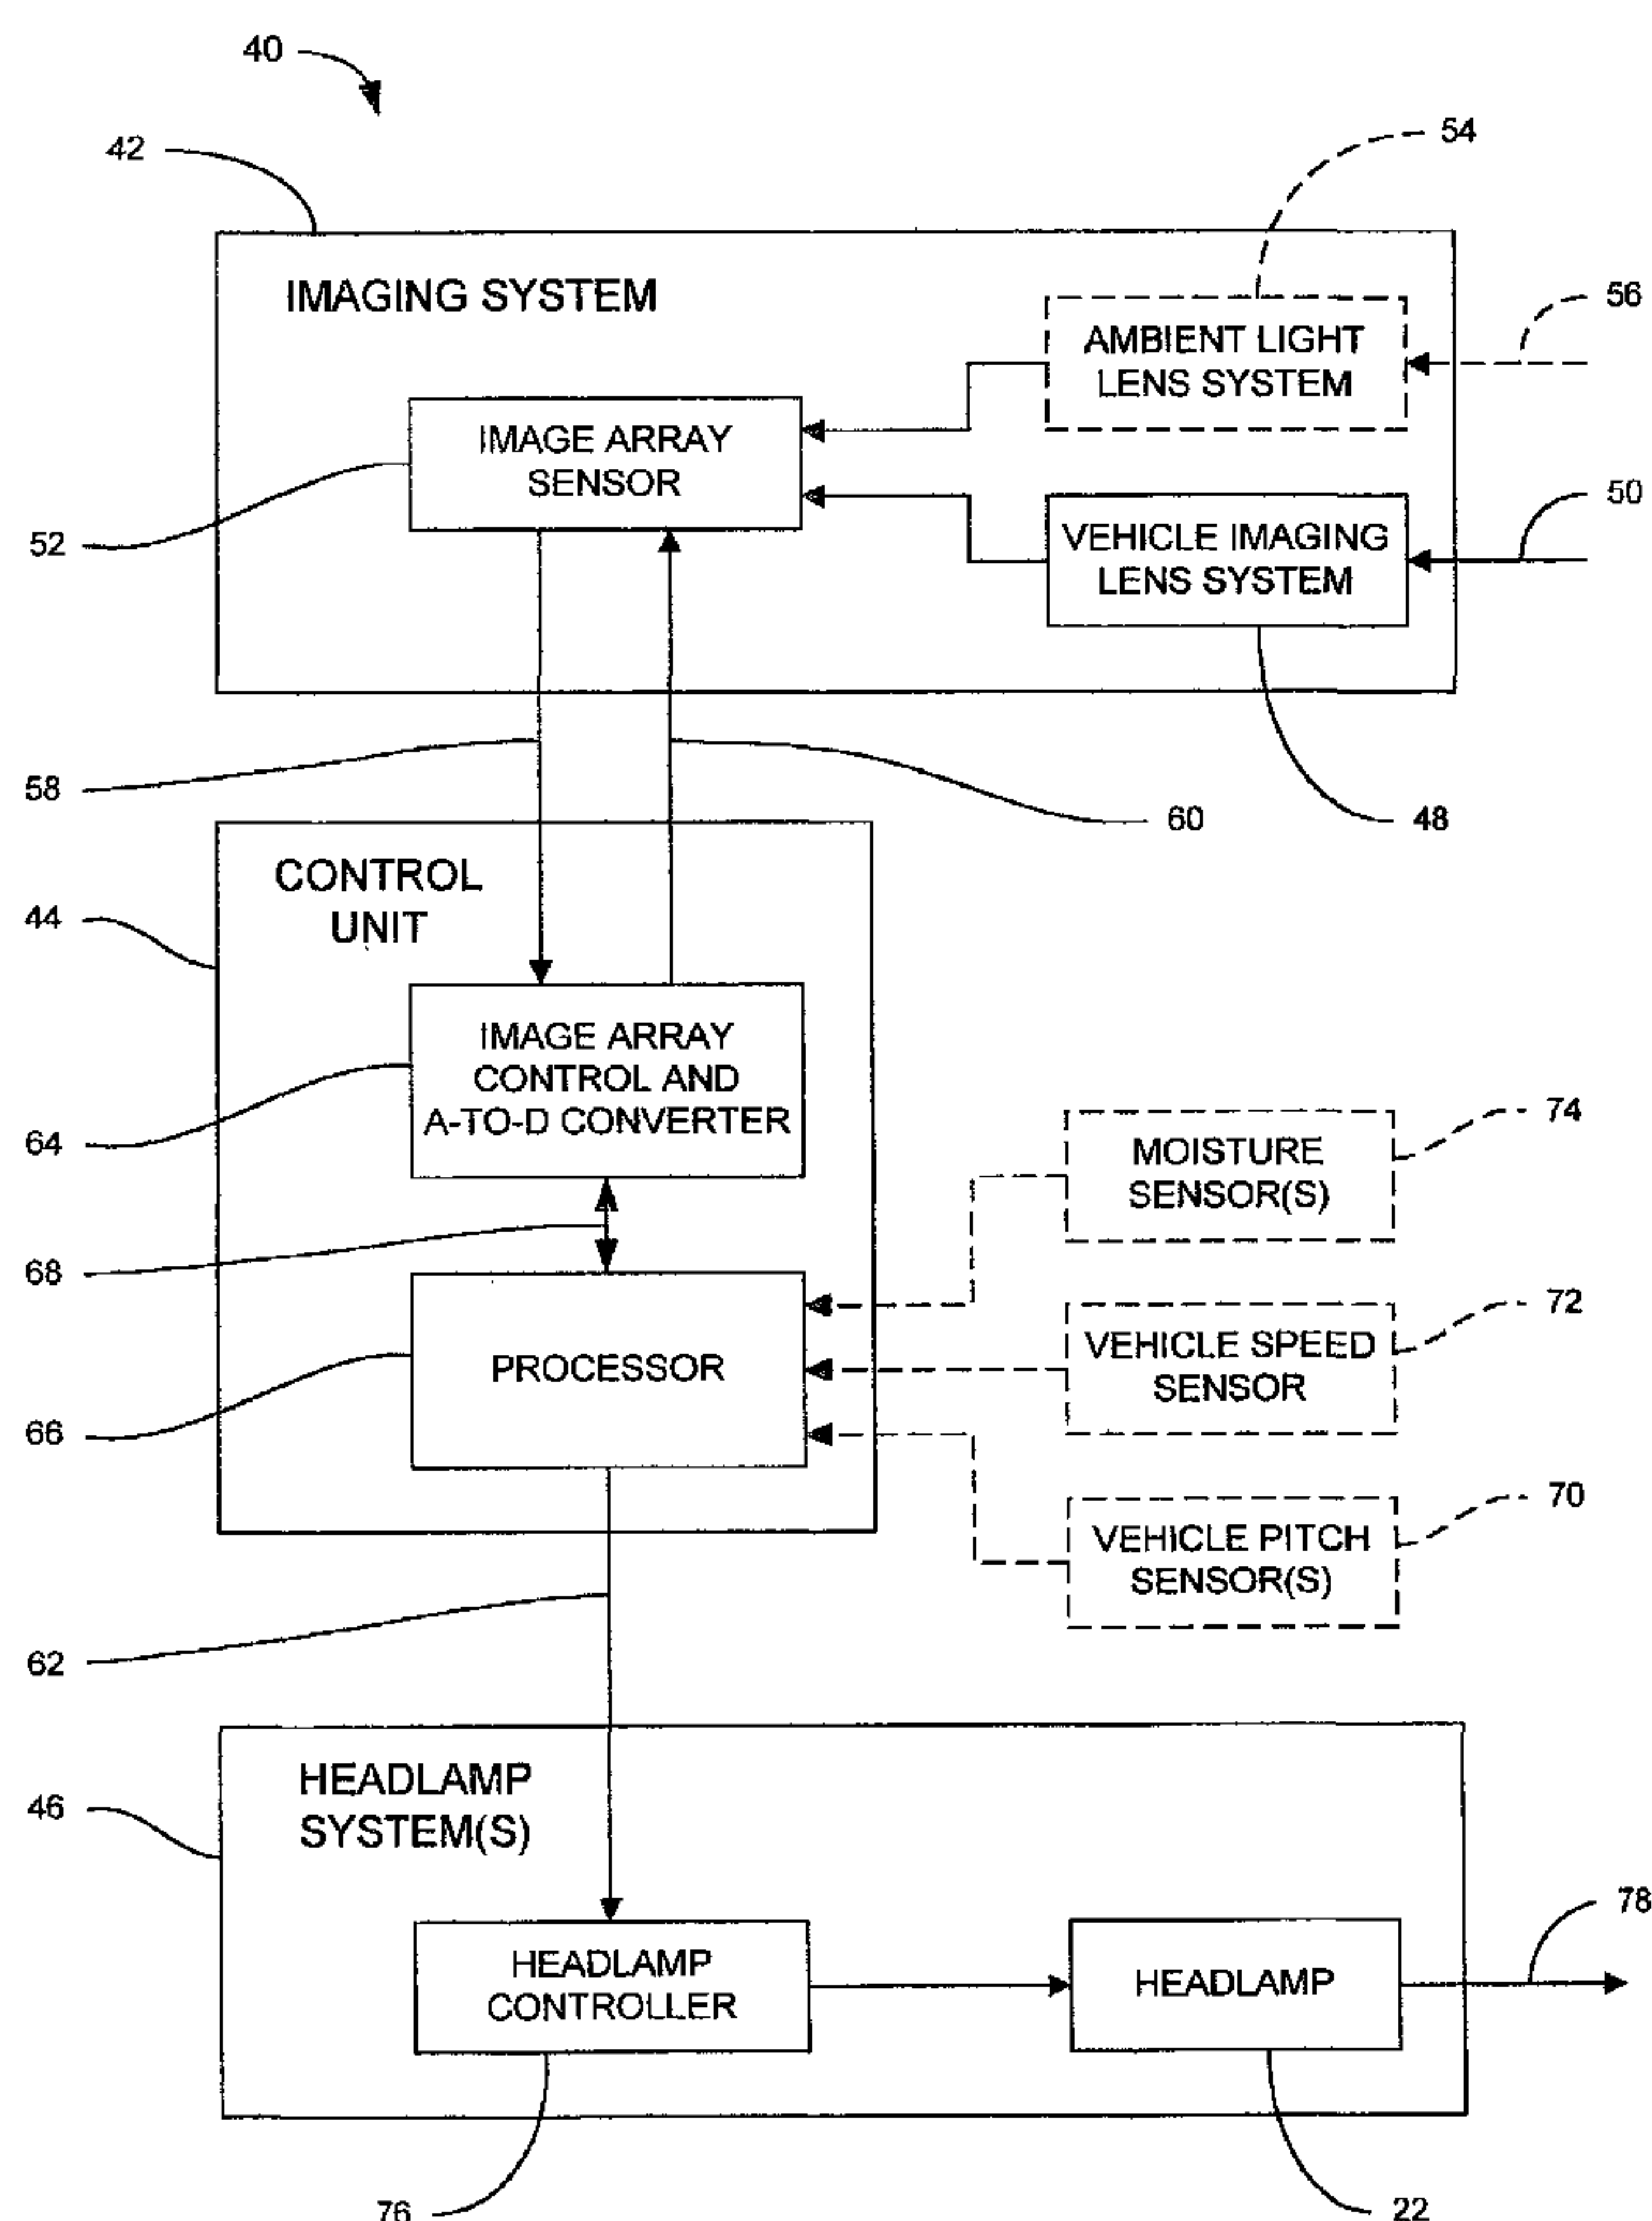 40
42
54
IMAGING SYSTEM
56
AMBIENT LIGHT
LENS SYSTEM
IMAGE ARRAY
SENSOR
50
52
VEHICLE IMAGING
LENS SYSTEM
58
60
48
CONTROL
UNIT
44
IMAGE ARRAY
CONTROL AND
A-TO-D CONVERTER
64
74
MOISTURE
SENSOR(S)
68
72
VEHICLE SPEED
SENSOR
PROCESSOR
66
70
VEHICLE PITCH
SENSOR(S)
62
HEADLAMP
SYSTEM(S)
46
78
HEADLAMP
CONTROLLER
HEADLAMP
76
22